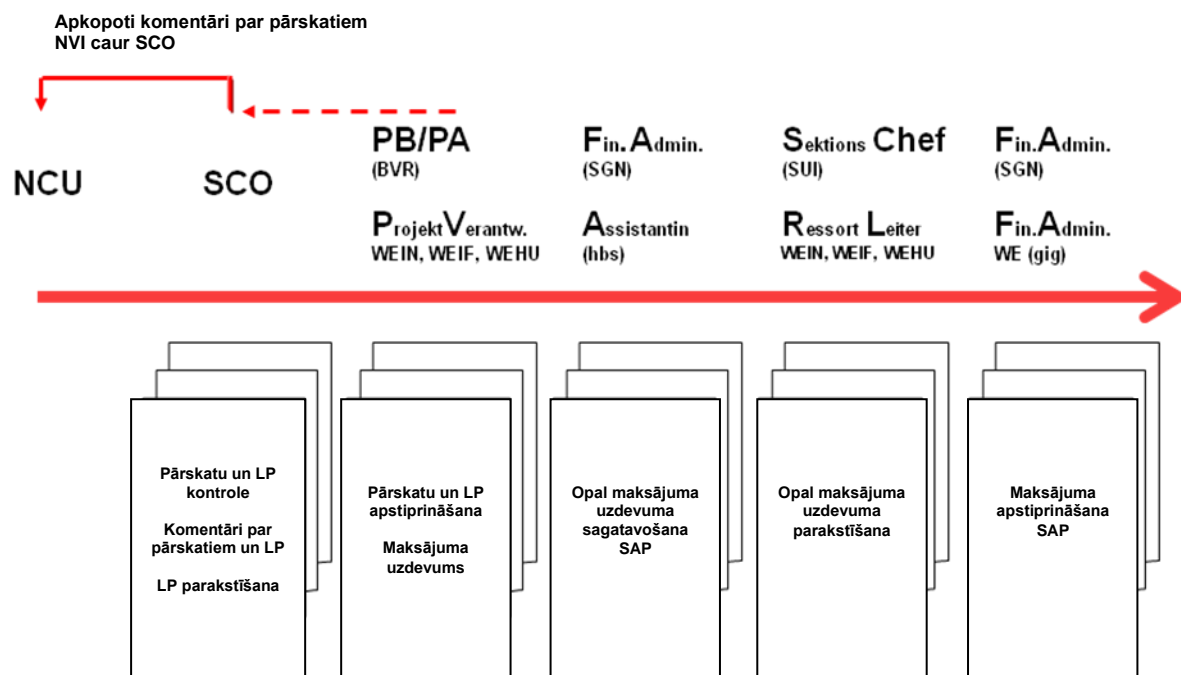 Apkopoti komentāri par pārskatiem
NVI caur SCO
NCU
SCO
PB/PA
(BVR)
Fin.Admin.
(SGN)
Sektions Chef
(SUI)
Fin.Admin.
(SGN)
ProjektVerantw.
WEIN, WEIF, WEHU
Assistantin
(hbs)
Ressort Leiter
WEIN, WEIF, WEHU
Fin.Admin.
WE (gig)
Pārskatu un LP
kontrole
Komentāri par
pārskatiem un LP
LP parakstīšana
Pārskatu un LP
apstiprināšana
Maksājuma
uzdevums
Opal maksājuma
uzdevuma
sagatavošana
SAP
Opal maksājuma
uzdevuma
parakstīšana
Maksājuma
apstiprināšana
SAP